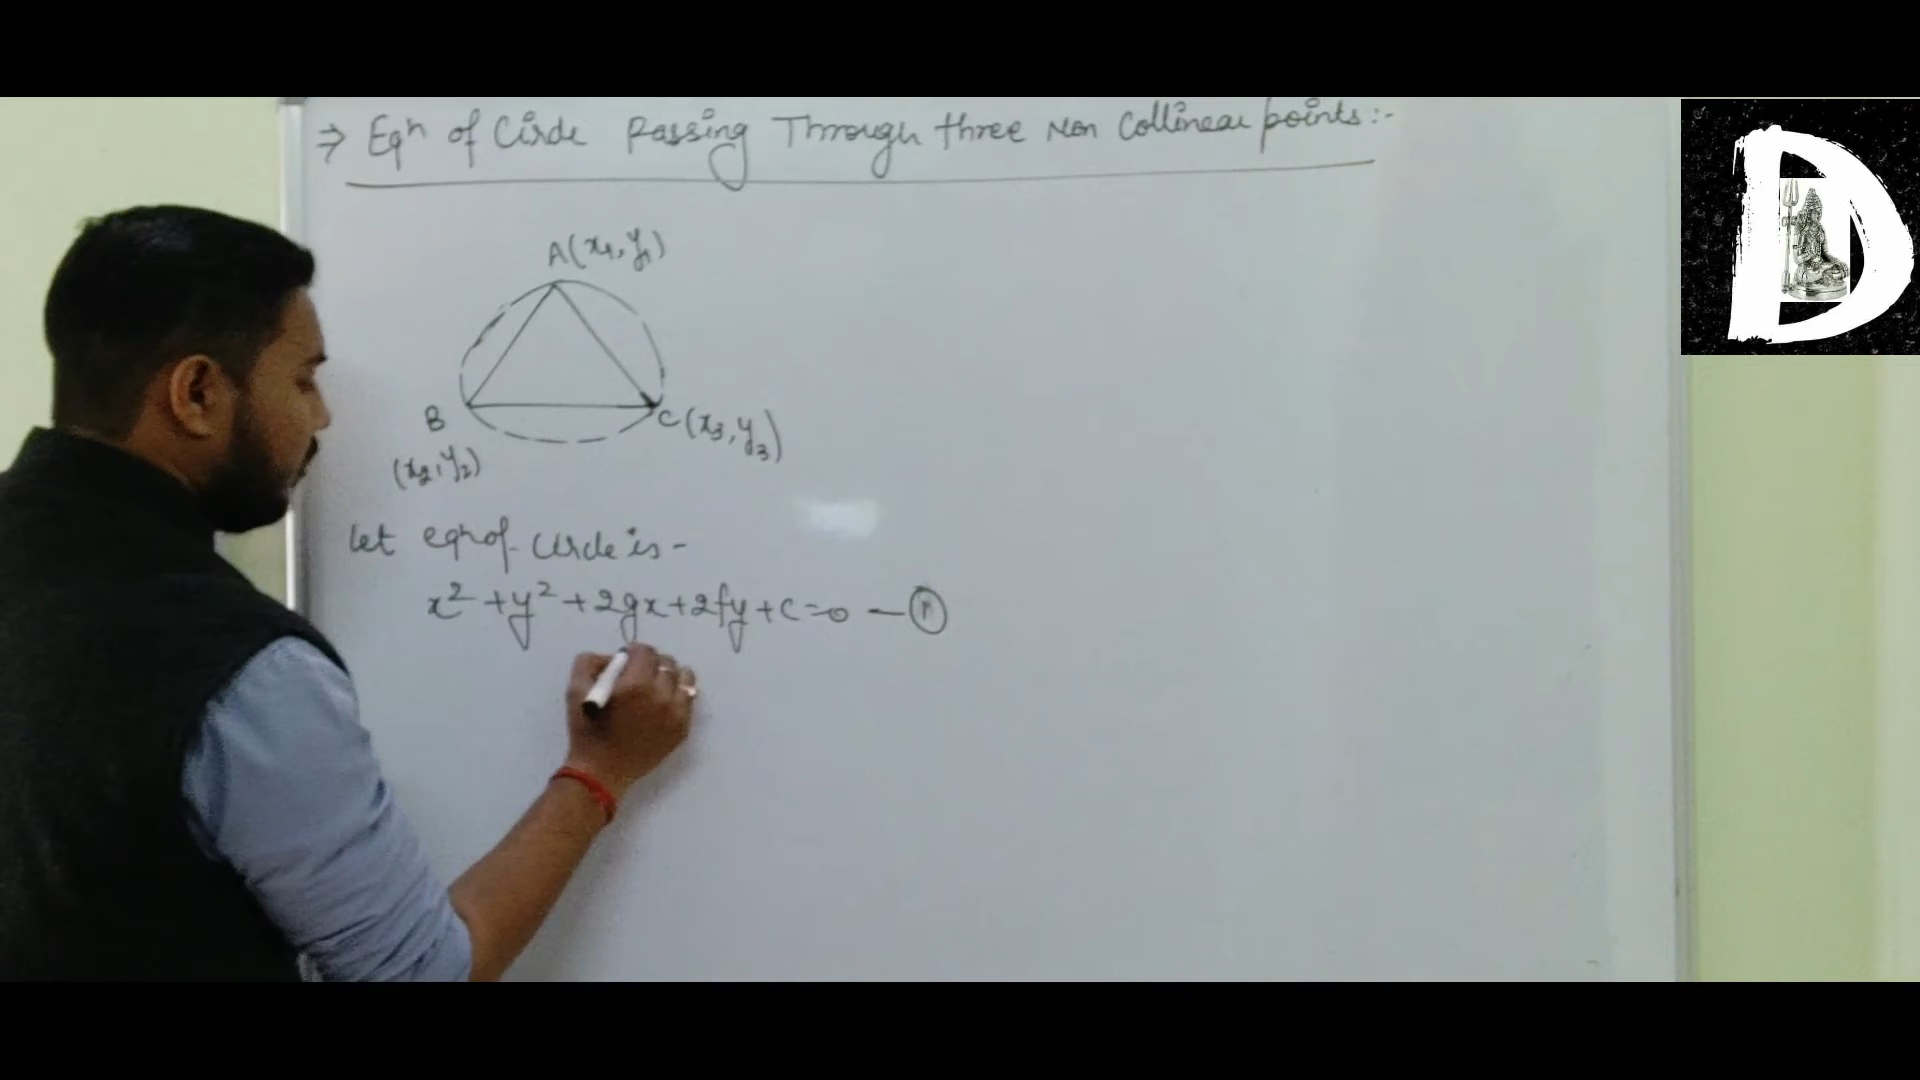 ⇒ Eqn of Circle Passing Through three Non Collinear points:-
A(x1, y1)
B
C(x3, y3)
(x2, y2)
Let eqn of circle is -
x² + y² + 2gx + 2fy + c = 0 — ①
D